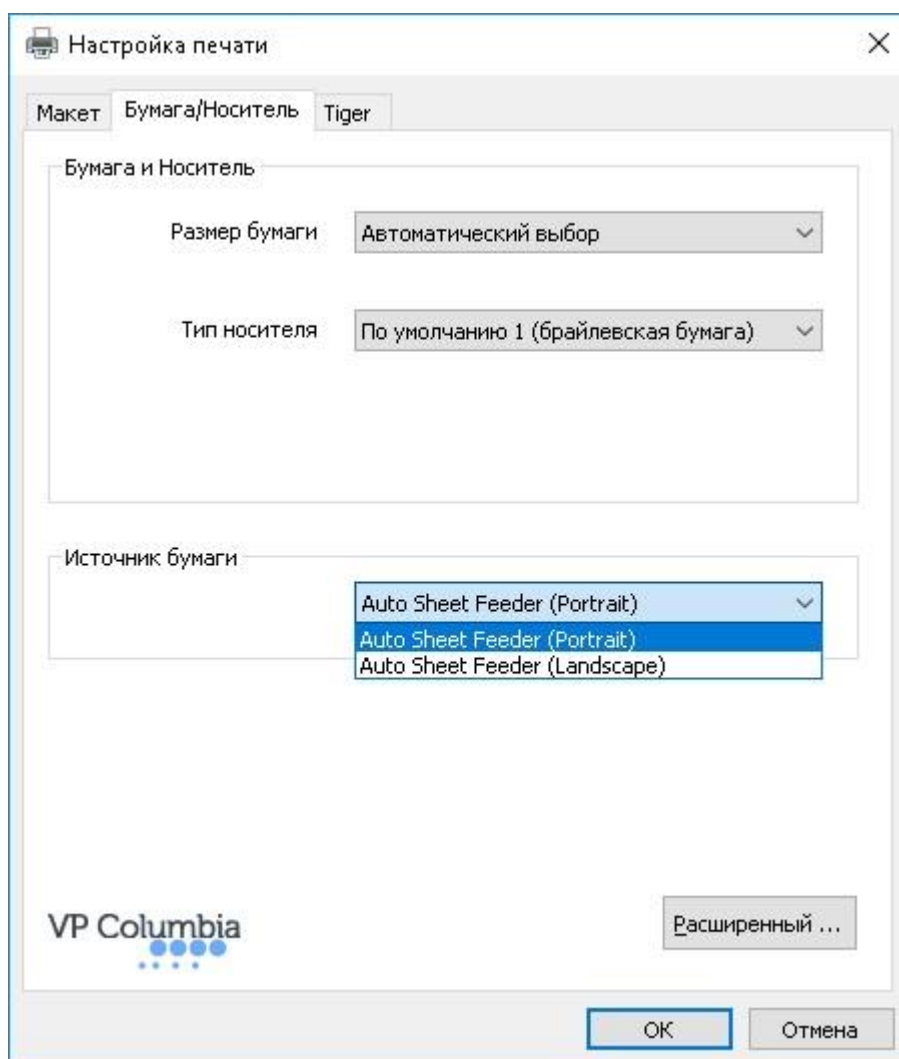 Настройка печати
Макет Бумага/Носитель Tiger
Бумага и Носитель
Размер бумаги Автоматический выбор
Тип носителя По умолчанию 1 (брайлевская бумага)
Источник бумаги
Auto Sheet Feeder (Portrait)
Auto Sheet Feeder (Portrait)
Auto Sheet Feeder (Landscape)
VP Columbia
Расширенный ...
ОК Отмена